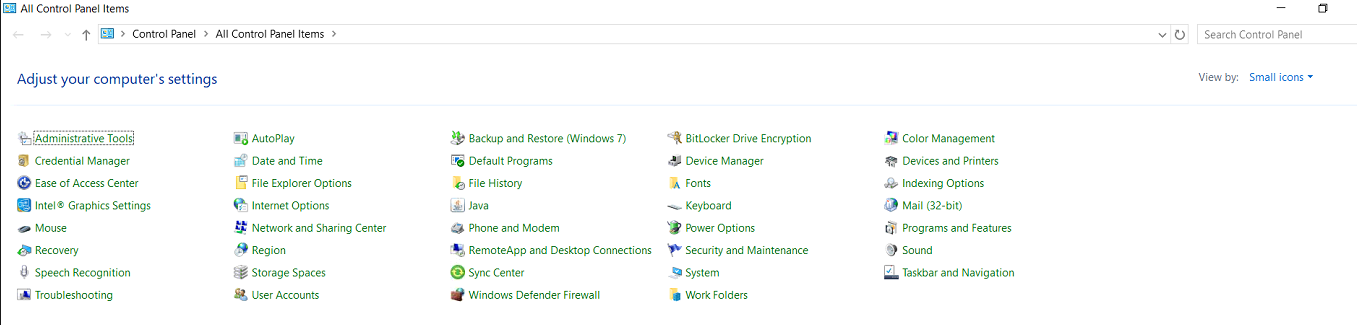 All Control Panel Items
Control Panel > All Control Panel Items >
Search Control Panel
Adjust your computer's settings
View by: Small icons
Administrative Tools AutoPlay Backup and Restore (Windows 7) BitLocker Drive Encryption Color Management
Credential Manager Date and Time Default Programs Device Manager Devices and Printers
Ease of Access Center File Explorer Options File History Fonts Indexing Options
Intel® Graphics Settings Internet Options Java Keyboard Mail (32-bit)
Mouse Network and Sharing Center Phone and Modem Power Options Programs and Features
Recovery Region RemoteApp and Desktop Connections Security and Maintenance Sound
Speech Recognition Storage Spaces Sync Center System Taskbar and Navigation
Troubleshooting User Accounts Windows Defender Firewall Work Folders